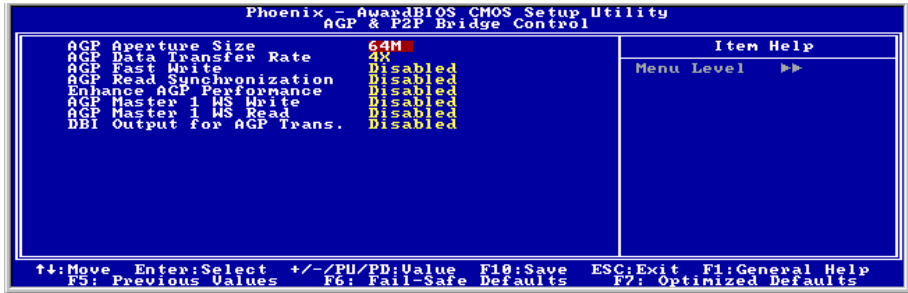 Phoenix - AwardBIOS CMOS Setup Utility
AGP & P2P Bridge Control
AGP Aperture Size 64M
AGP Data Transfer Rate 4X
AGP Fast Write Disabled
AGP Read Synchronization Disabled
Enhance AGP Performance Disabled
AGP Master 1 WS Write Disabled
AGP Master 1 WS Read Disabled
DBI Output for AGP Trans. Disabled
Item Help
Menu Level ►►
↑↓:Move Enter:Select +/-/PU/PD:Value F10:Save ESC:Exit F1:General Help
F5: Previous Values F6: Fail-Safe Defaults F7: Optimized Defaults